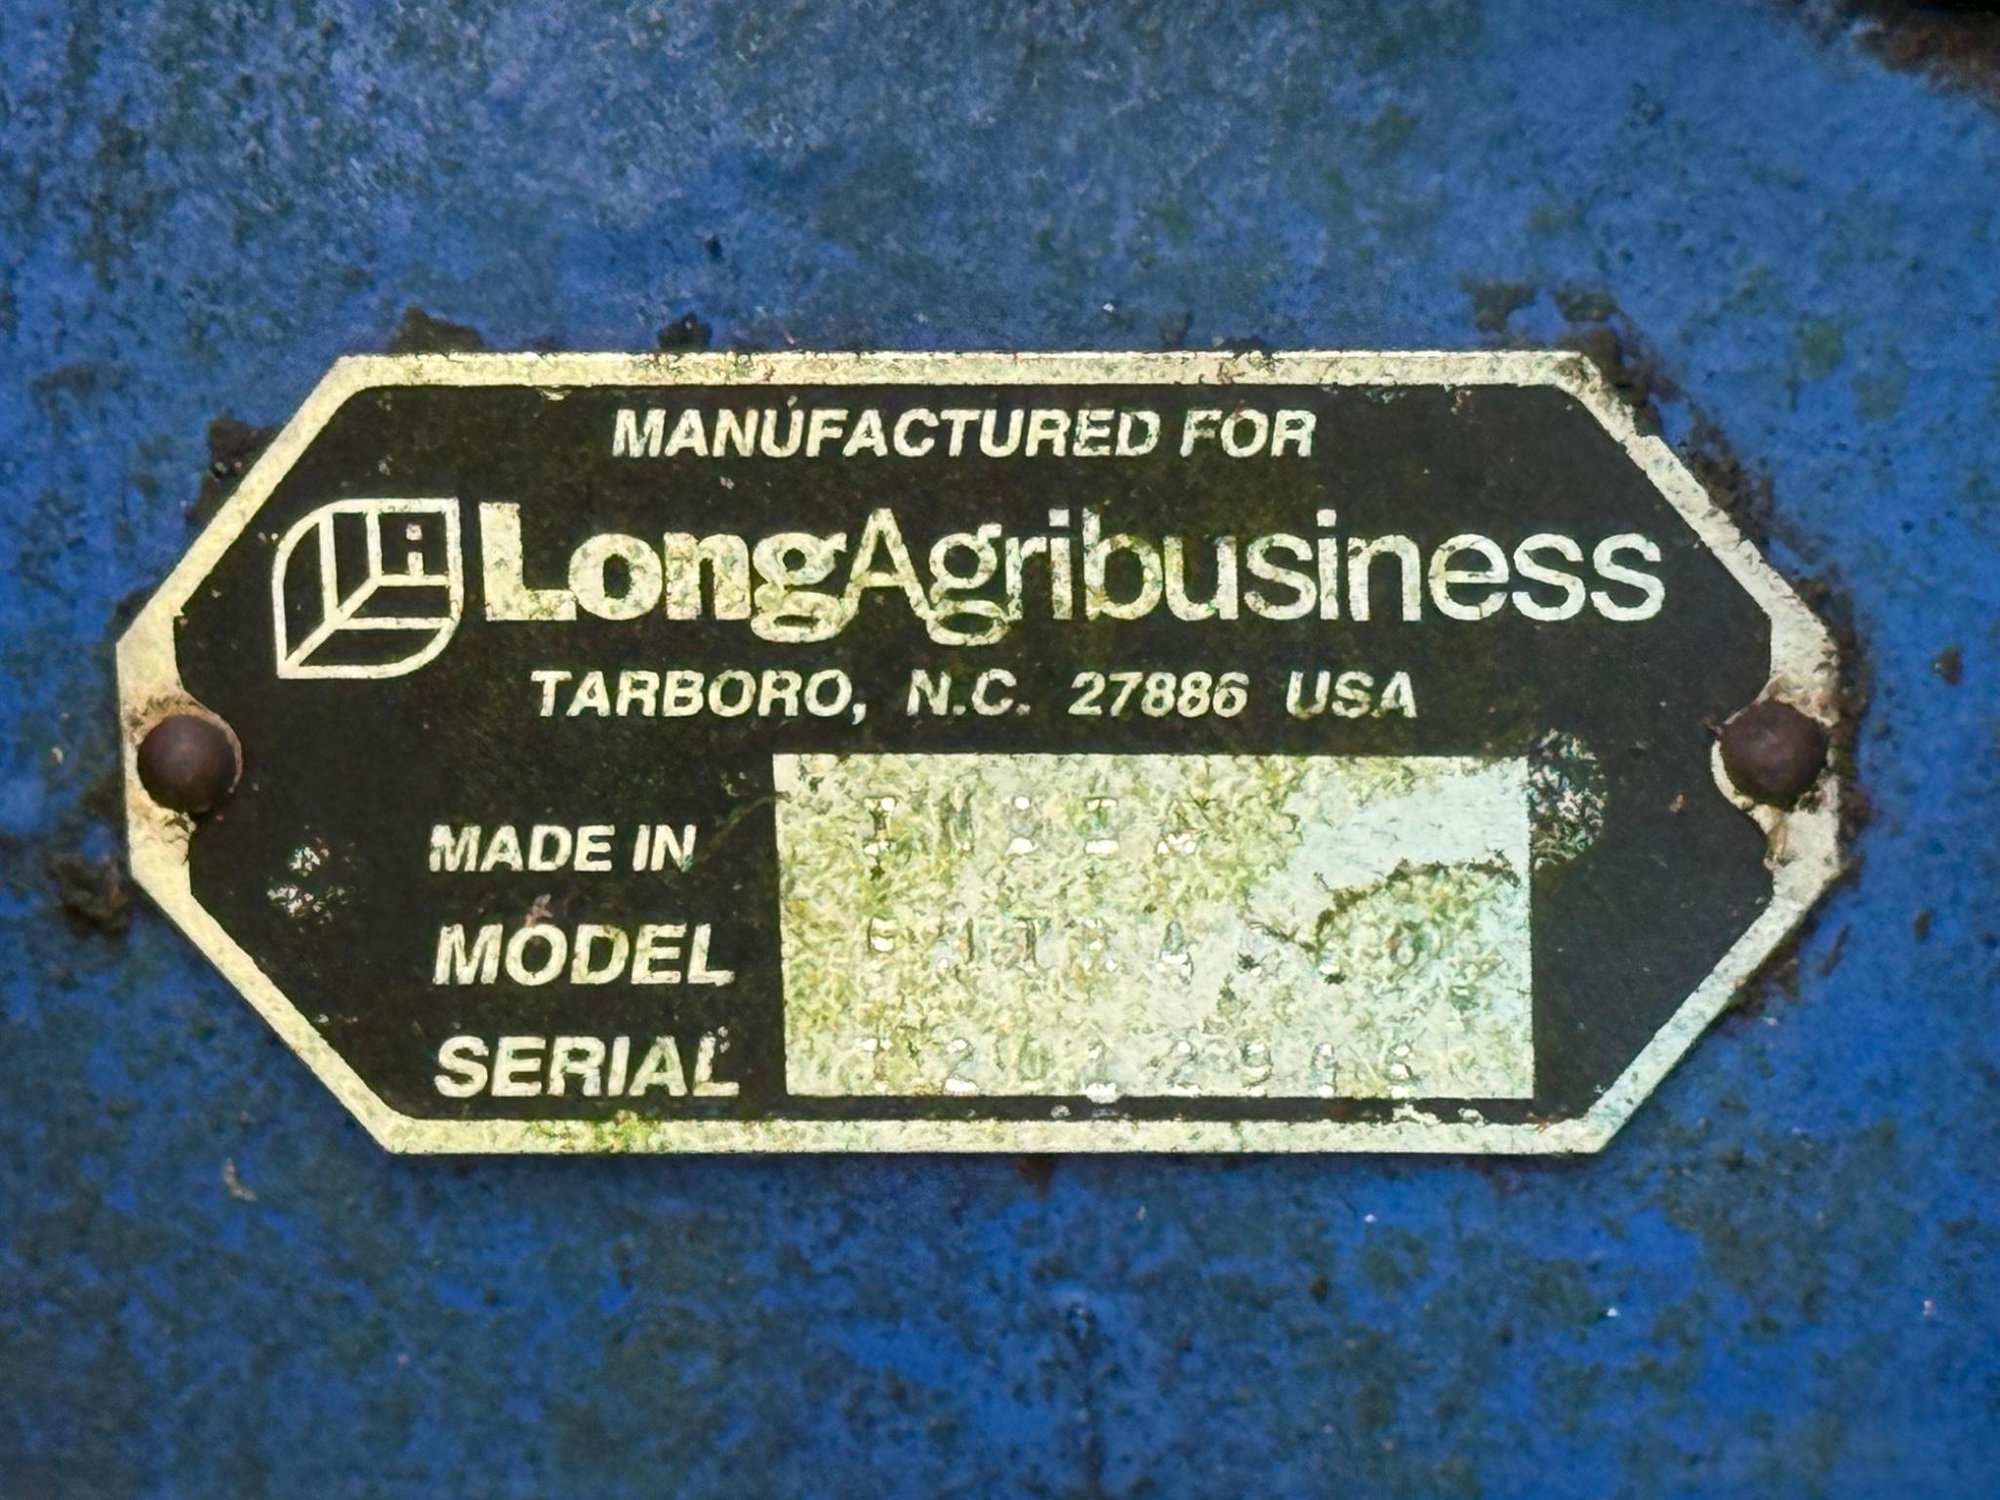 MANUFACTURED FOR
LongAgribusiness
TARBORO, N.C. 27886 USA
MADE IN
MODEL
SERIAL